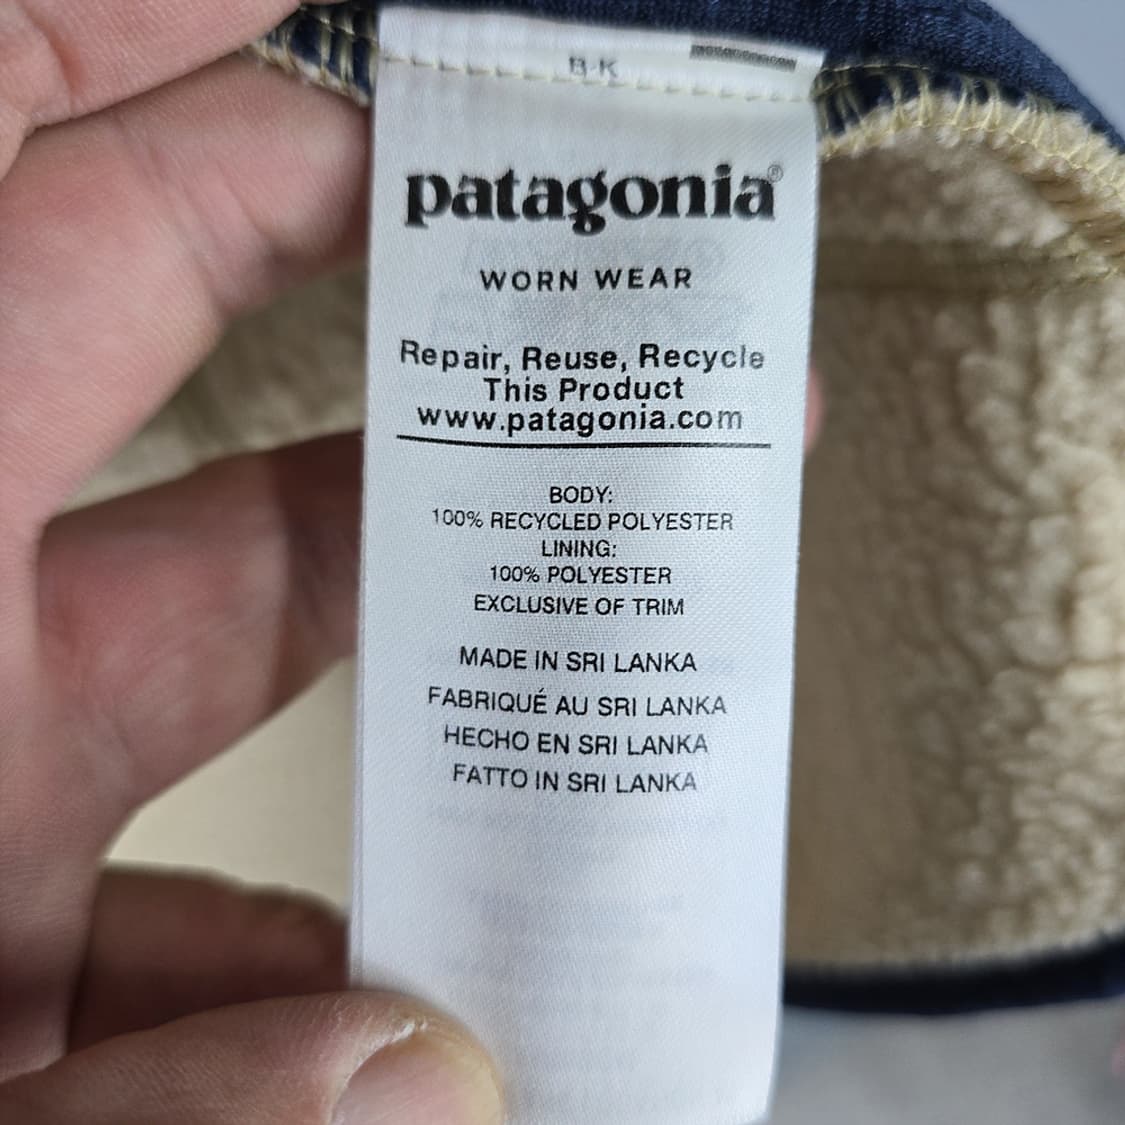 B-K
patagonia®
WORN WEAR
Repair, Reuse, Recycle
This Product
www.patagonia.com
BODY:
100% RECYCLED POLYESTER
LINING:
100% POLYESTER
EXCLUSIVE OF TRIM
MADE IN SRI LANKA
FABRIQUÉ AU SRI LANKA
HECHO EN SRI LANKA
FATTO IN SRI LANKA